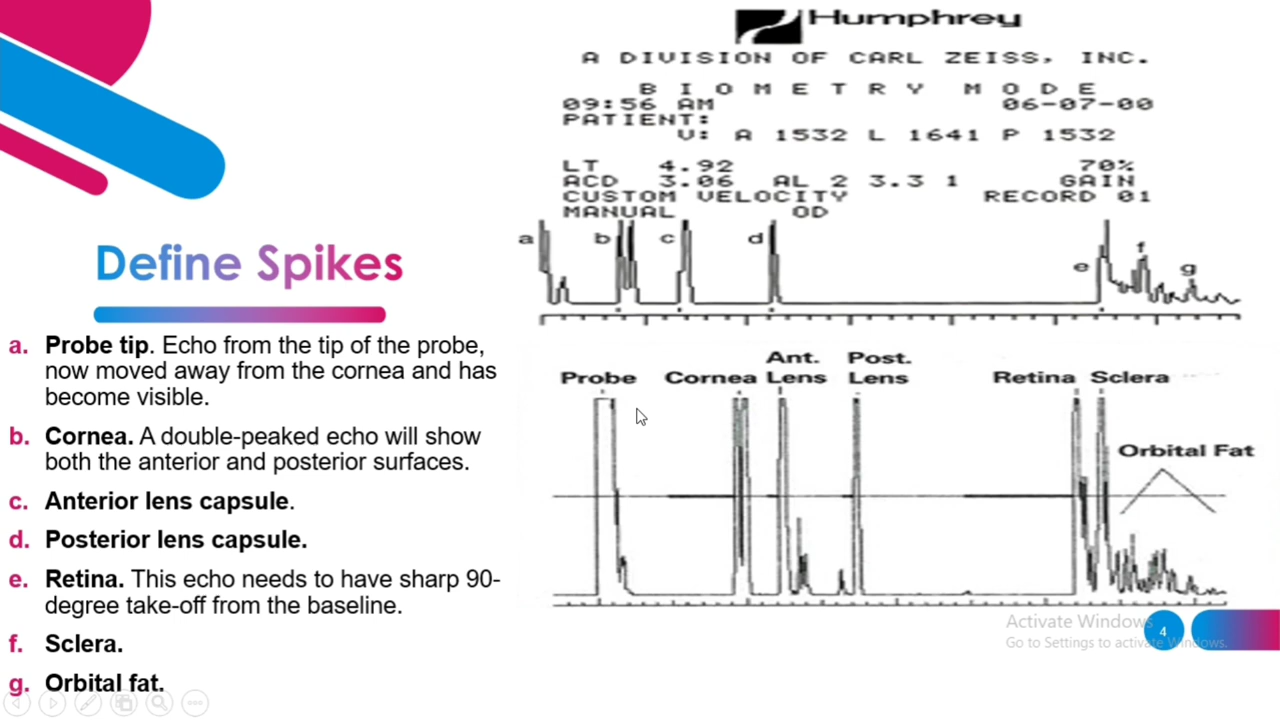 Humphrey
A DIVISION OF CARL ZEISS, INC.
BIOMETRY MODE
09:56 AM 06-07-00
PATIENT:
V: A 1532 L 1641 P 1532
LT 4.92 70%
ACD 3.06 AL 2 3.3 1 GAIN
CUSTOM VELOCITY RECORD 01
MANUAL OD
a b c d e f g
Define Spikes
a. Probe tip. Echo from the tip of the probe,
now moved away from the cornea and has
become visible.
b. Cornea. A double-peaked echo will show
both the anterior and posterior surfaces.
c. Anterior lens capsule.
d. Posterior lens capsule.
e. Retina. This echo needs to have sharp 90-
degree take-off from the baseline.
f. Sclera.
g. Orbital fat.
Ant. Post.
Probe Cornea Lens Lens Retina Sclera
Orbital Fat
Activate Windows
Go to Settings to activate Windows.
4